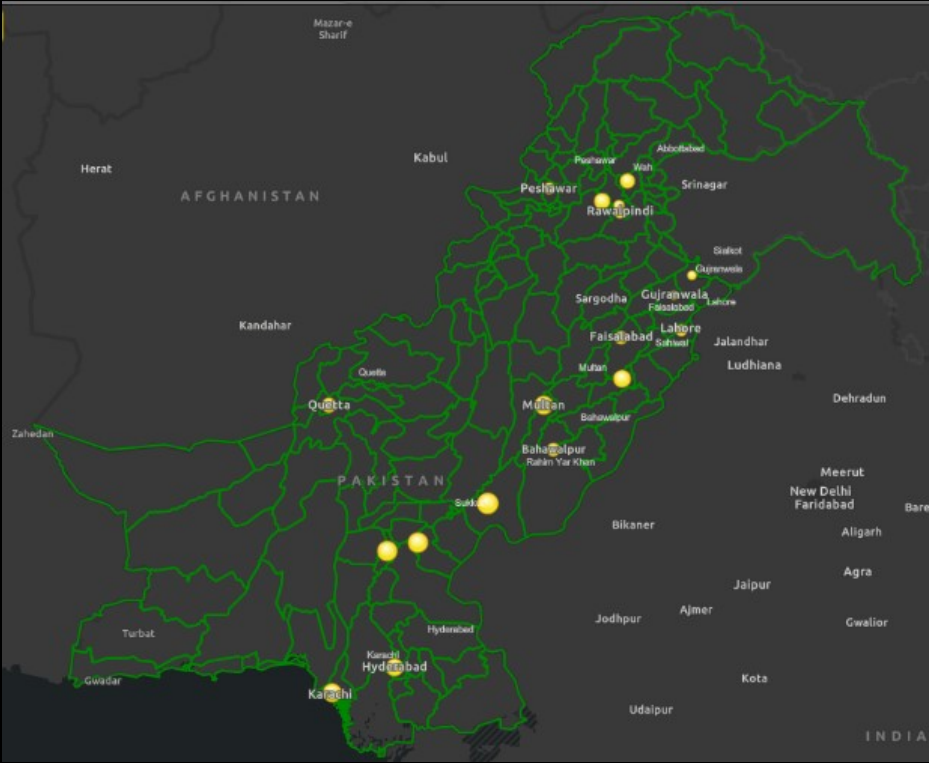 Mazar-e
Sharif
Abbottabad
Kabul
Peshawar
Wah
Herat
Srinagar
Peshawar
AFGHANISTAN
Rawalpindi
Sialkot
Gujranwala
Sargodha
Gujranwala
Lahore
Faisalabad
Kandahar
Lahore
Faisalabad
Sahiwal
Jalandhar
Ludhiana
Multan
Quetta
Dehradun
Quetta
Multan
Bahawalpur
Zahedan
Bahawalpur
Rahim Yar Khan
Meerut
PAKISTAN
New Delhi
Faridabad
Bare
Bikaner
Aligarh
Agra
Jaipur
Ajmer
Jodhpur
Gwalior
Turbat
Hyderabad
Karachi
Hyderabad
Gwadar
Kota
Karachi
Udaipur
INDIA